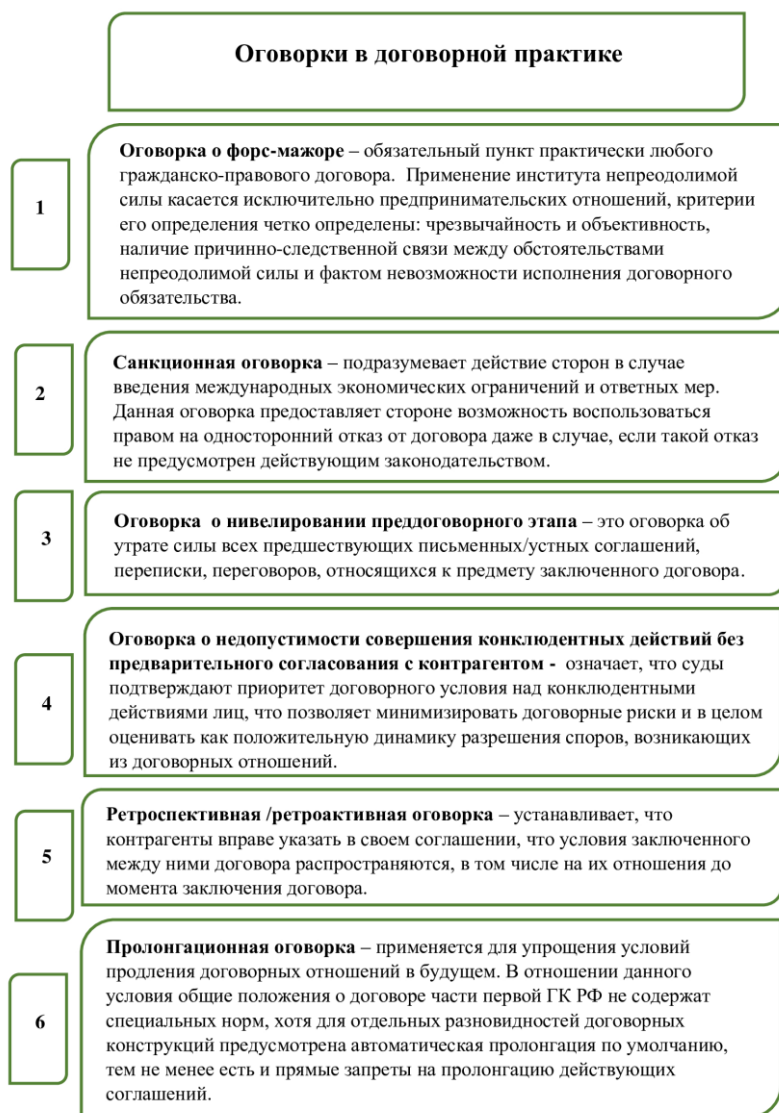 Оговорки в договорной практике
1
Оговорка о форс-мажоре – обязательный пункт практически любого
гражданско-правового договора. Применение института непреодолимой
силы касается исключительно предпринимательских отношений, критерии
его определения четко определены: чрезвычайность и объективность,
наличие причинно-следственной связи между обстоятельствами
непреодолимой силы и фактом невозможности исполнения договорного
обязательства.
2
Санкционная оговорка – подразумевает действие сторон в случае
введения международных экономических ограничений и ответных мер.
Данная оговорка предоставляет стороне возможность воспользоваться
правом на односторонний отказ от договора даже в случае, если такой отказ
не предусмотрен действующим законодательством.
3
Оговорка о нивелировании преддоговорного этапа – это оговорка об
утрате силы всех предшествующих письменных/устных соглашений,
переписки, переговоров, относящихся к предмету заключенного договора.
4
Оговорка о недопустимости совершения конклюдентных действий без
предварительного согласования с контрагентом - означает, что суды
подтверждают приоритет договорного условия над конклюдентными
действиями лиц, что позволяет минимизировать договорные риски и в целом
оценивать как положительную динамику разрешения споров, возникающих
из договорных отношений.
5
Ретроспективная /ретроактивная оговорка – устанавливает, что
контрагенты вправе указать в своем соглашении, что условия заключенного
между ними договора распространяются, в том числе на их отношения до
момента заключения договора.
6
Пролонгационная оговорка – применяется для упрощения условий
продления договорных отношений в будущем. В отношении данного
условия общие положения о договоре части первой ГК РФ не содержат
специальных норм, хотя для отдельных разновидностей договорных
конструкций предусмотрена автоматическая пролонгация по умолчанию,
тем не менее есть и прямые запреты на пролонгацию действующих
соглашений.